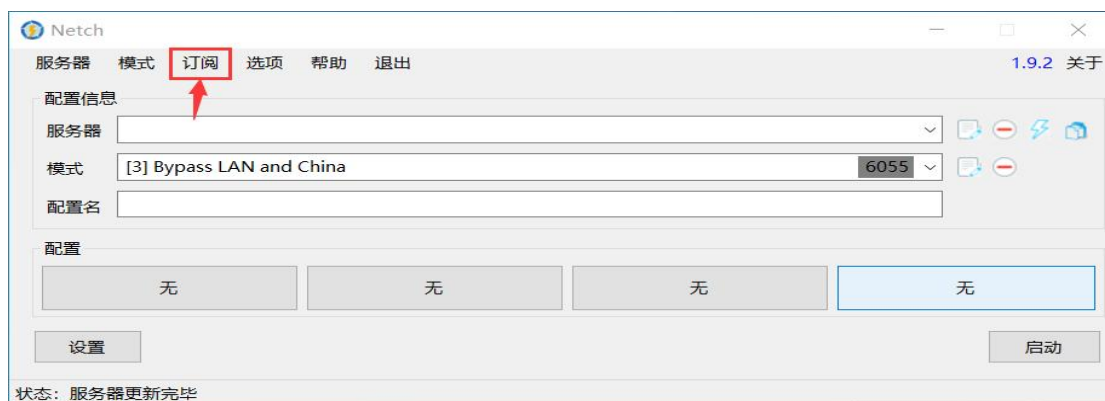 Netch
服务器 模式 订阅 选项 帮助 退出 1.9.2 关于
配置信息
服务器
模式 [3] Bypass LAN and China 6055
配置名
配置
无 无 无 无
设置 启动
状态：服务器更新完毕